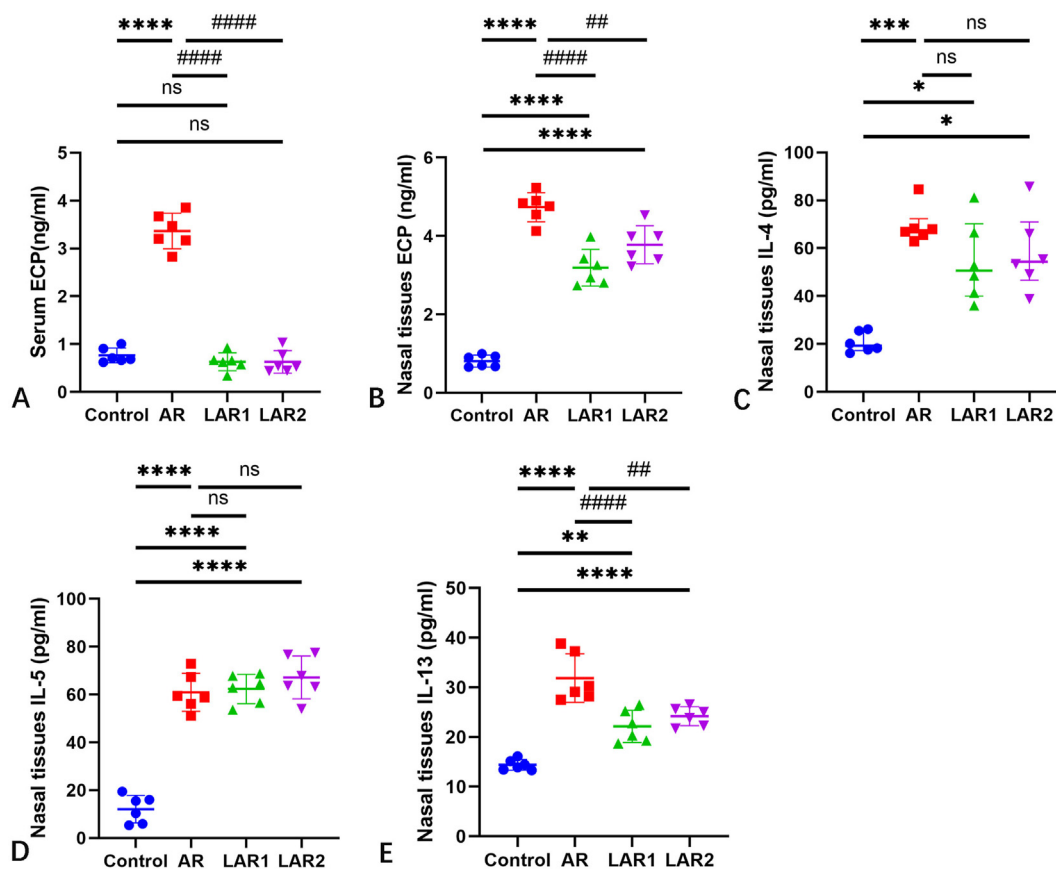 **** ####
####
ns
ns
Serum ECP(ng/ml)
5
4
3
2
1
0
Control AR LAR1 LAR2
A
**** ##
####
****
****
Nasal tissues ECP (ng/ml)
6
4
2
0
Control AR LAR1 LAR2
B
*** ns
ns
*
*
Nasal tissues IL-4 (pg/ml)
100
80
60
40
20
0
Control AR LAR1 LAR2
C
**** ns
ns
****
****
Nasal tissues IL-5 (pg/ml)
100
80
60
40
20
0
Control AR LAR1 LAR2
D
**** ##
####
**
****
Nasal tissues IL-13 (pg/ml)
50
40
30
20
10
0
Control AR LAR1 LAR2
E